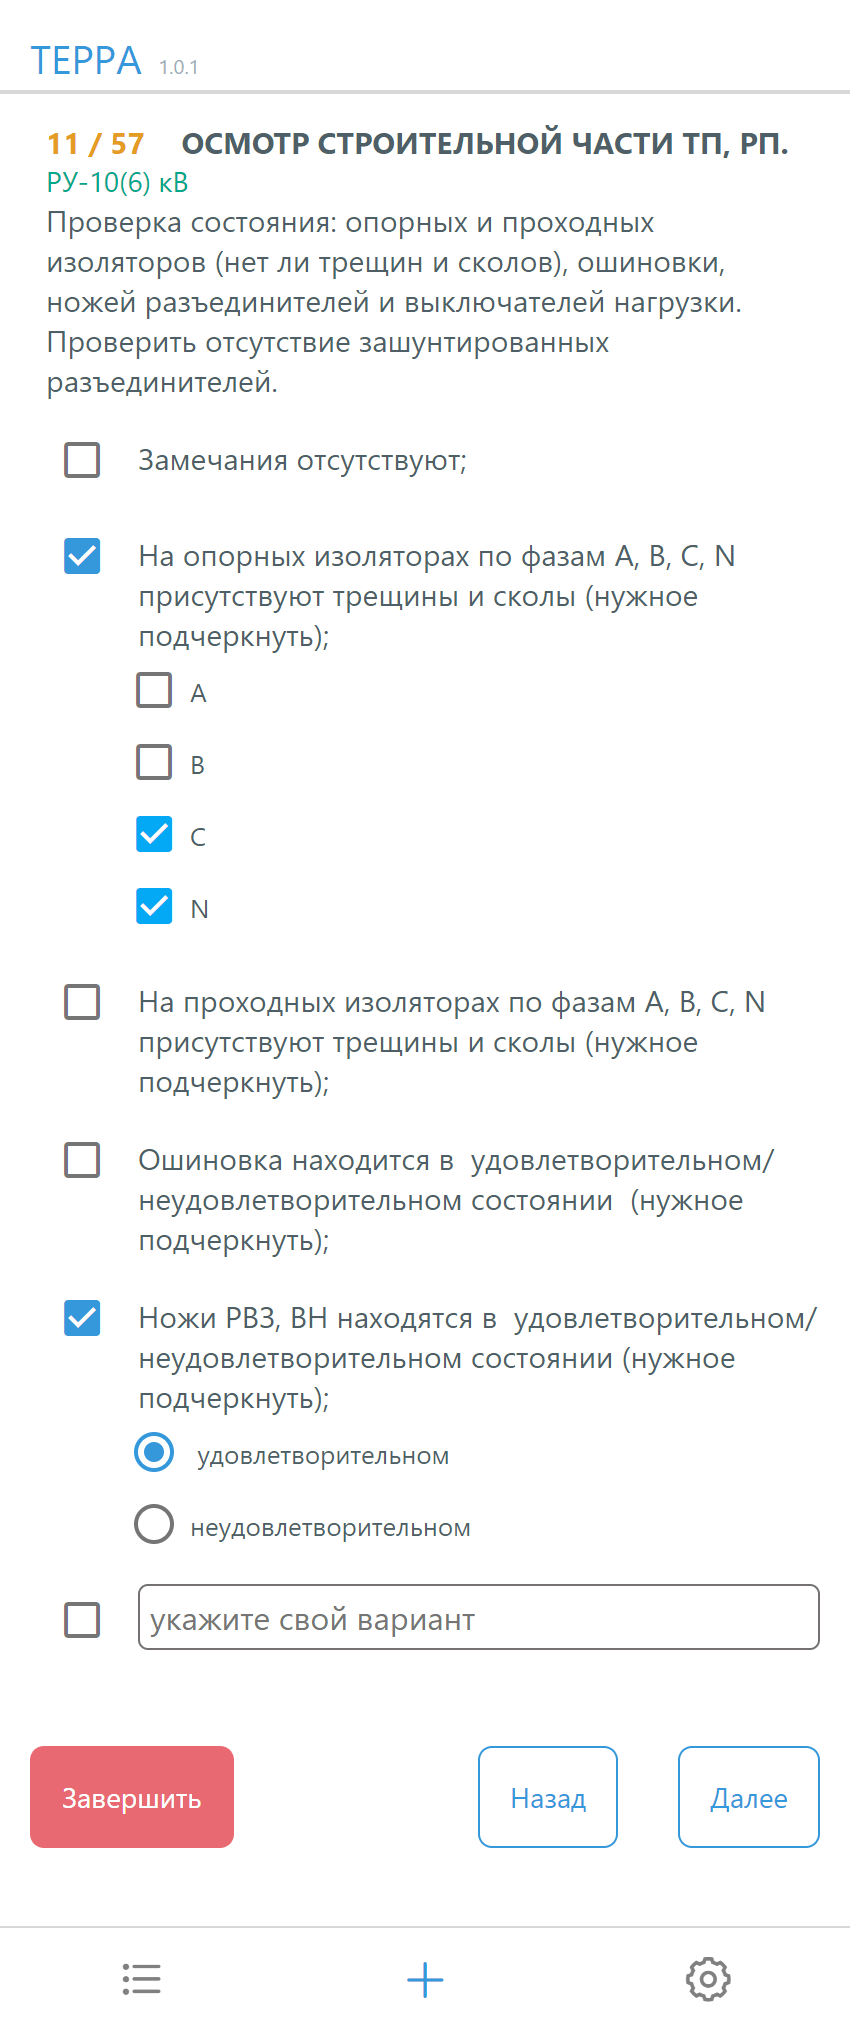 ТЕРРА 1.0.1
11 / 57 ОСМОТР СТРОИТЕЛЬНОЙ ЧАСТИ ТП, РП.
РУ-10(6) кВ
Проверка состояния: опорных и проходных
изоляторов (нет ли трещин и сколов), ошиновки,
ножей разъединителей и выключателей нагрузки.
Проверить отсутствие зашунтированных
разъединителей.
Замечания отсутствуют;
На опорных изоляторах по фазам А, В, С, N
присутствуют трещины и сколы (нужное
подчеркнуть);
А
В
С
N
На проходных изоляторах по фазам А, В, С, N
присутствуют трещины и сколы (нужное
подчеркнуть);
Ошиновка находится в  удовлетворительном/
неудовлетворительном состоянии  (нужное
подчеркнуть);
Ножи РВЗ, ВН находятся в  удовлетворительном/
неудовлетворительном состоянии (нужное
подчеркнуть);
удовлетворительном
неудовлетворительном
укажите свой вариант
Завершить Назад Далее